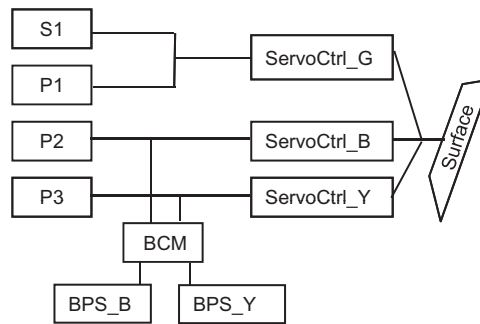 S1
ServoCtrl_G
P1
P2
ServoCtrl_B
Surface
P3
ServoCtrl_Y
BCM
BPS_B
BPS_Y